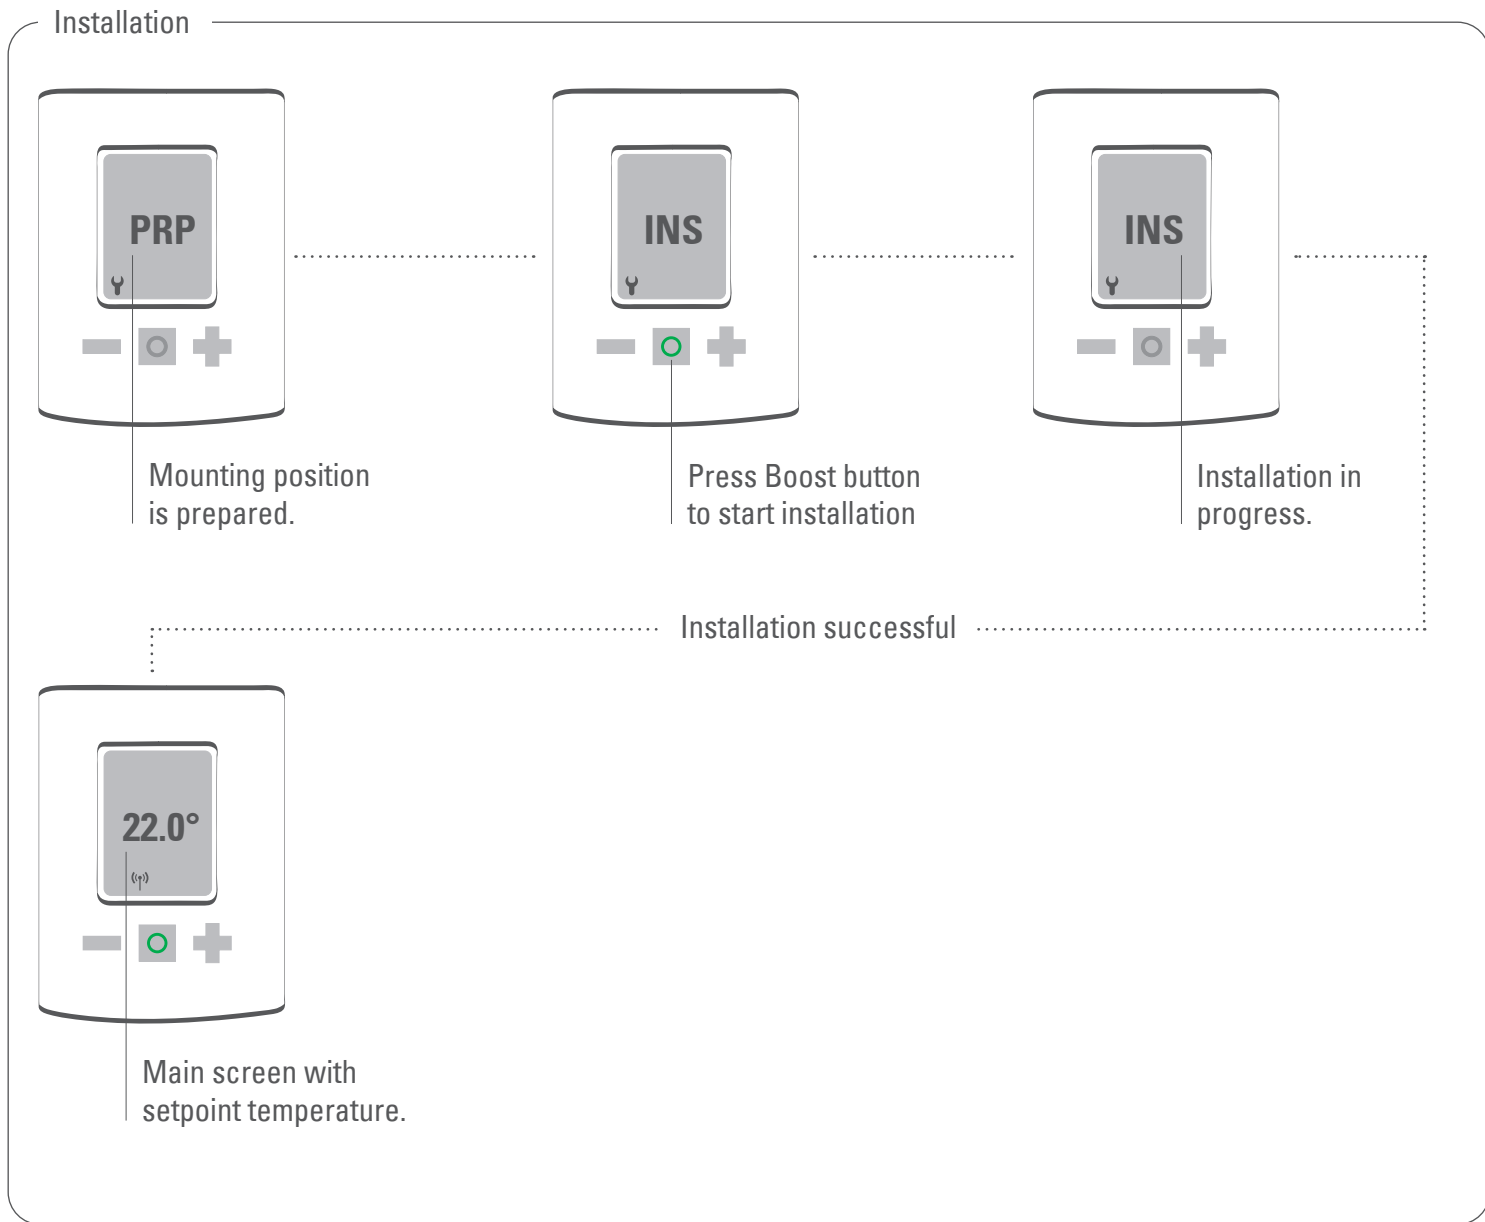 Installation
PRP
INS
INS
Mounting position
is prepared.
Press Boost button
to start installation
Installation in
progress.
Installation successful
22.0°
Main screen with
setpoint temperature.